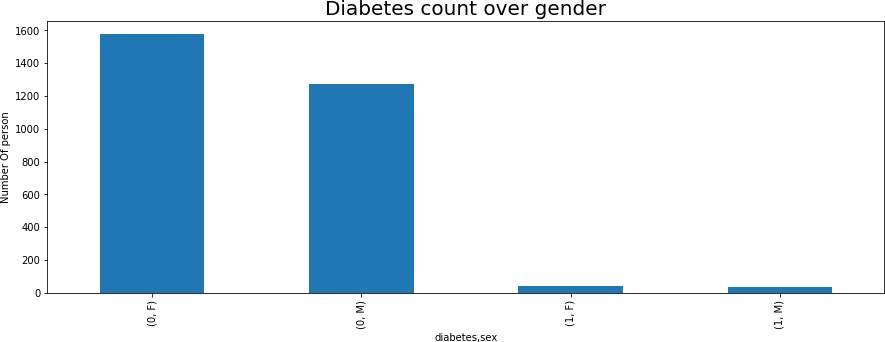 Diabetes count over gender
Number Of person
1600
1400
1200
1000
800
600
400
200
0
(0, F)
(0, M)
(1, F)
(1, M)
diabetes,sex